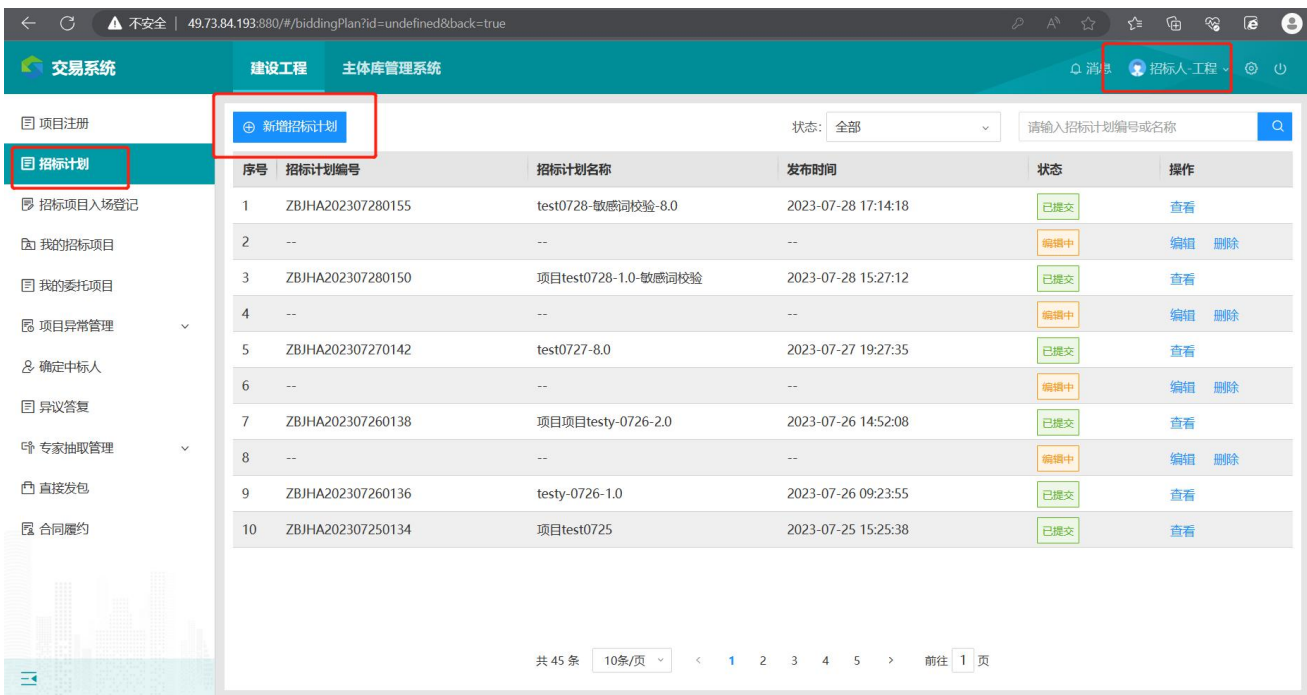 不安全 | 49.73.84.193:880/#/biddingPlan?id=undefined&back=true
交易系统 建设工程 主体库管理系统 消息 招标人-工程
项目注册
招标计划
招标项目入场登记
我的招标项目
我的委托项目
项目异常管理
确定中标人
异议答复
专家抽取管理
直接发包
合同履约
新增招标计划 状态: 全部 请输入招标计划编号或名称
序号 招标计划编号 招标计划名称 发布时间 状态 操作
1 ZBJHA202307280155 test0728-敏感词校验-8.0 2023-07-28 17:14:18 已提交 查看
2 -- -- -- 编辑中 编辑 删除
3 ZBJHA202307280150 项目test0728-1.0-敏感词校验 2023-07-28 15:27:12 已提交 查看
4 -- -- -- 编辑中 编辑 删除
5 ZBJHA202307270142 test0727-8.0 2023-07-27 19:27:35 已提交 查看
6 -- -- -- 编辑中 编辑 删除
7 ZBJHA202307260138 项目项目testy-0726-2.0 2023-07-26 14:52:08 已提交 查看
8 -- -- -- 编辑中 编辑 删除
9 ZBJHA202307260136 testy-0726-1.0 2023-07-26 09:23:55 已提交 查看
10 ZBJHA202307250134 项目test0725 2023-07-25 15:25:38 已提交 查看
共 45 条 10条/页 < 1 2 3 4 5 > 前往 1 页